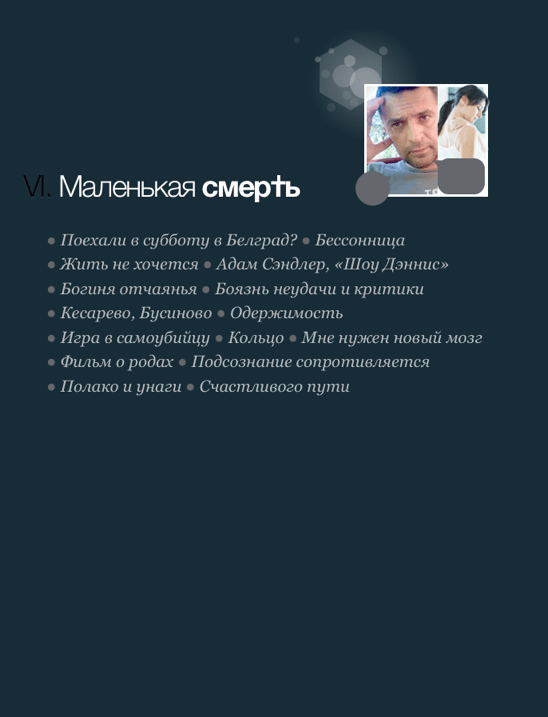 VI. Маленькая смерть
• Поехали в субботу в Белград? • Бессонница
• Жить не хочется • Адам Сэндлер, «Шоу Дэннис»
• Богиня отчаянья • Боязнь неудачи и критики
• Кесарево, Бусиново • Одержимость
• Игра в самоубийцу • Кольцо • Мне нужен новый мозг
• Фильм о родах • Подсознание сопротивляется
• Полако и унаги • Счастливого пути